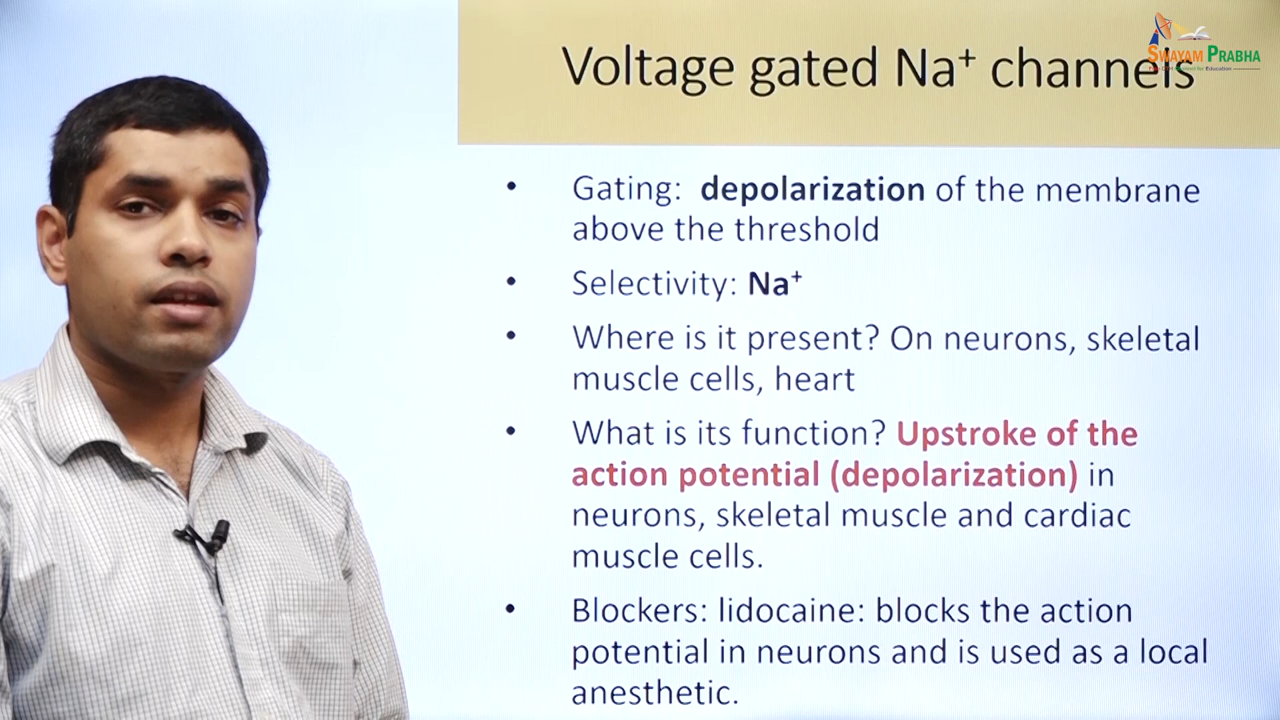 Voltage gated Na⁺ channels
SWAYAM PRABHA
• Gating: depolarization of the membrane
above the threshold
• Selectivity: Na⁺
• Where is it present? On neurons, skeletal
muscle cells, heart
• What is its function? Upstroke of the
action potential (depolarization) in
neurons, skeletal muscle and cardiac
muscle cells.
• Blockers: lidocaine: blocks the action
potential in neurons and is used as a local
anesthetic.